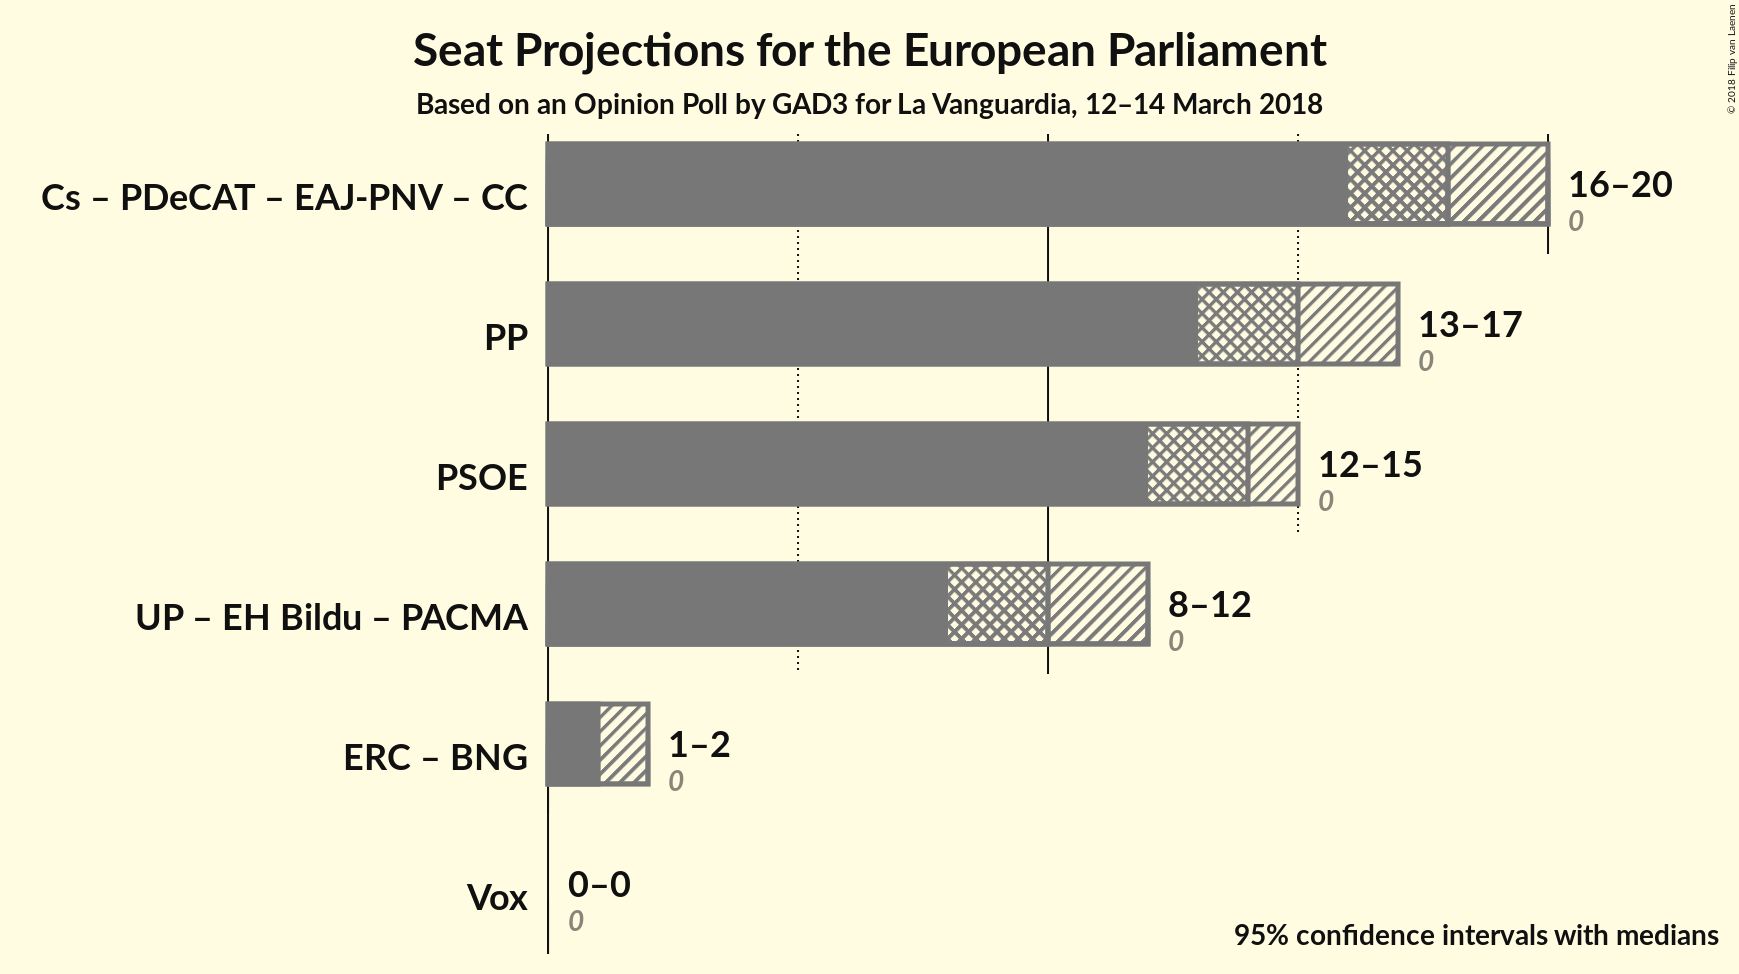 Seat Projections for the European Parliament
Based on an Opinion Poll by GAD3 for La Vanguardia, 12–14 March 2018
© 2018 Filip van Laenen
Cs – PDeCAT – EAJ-PNV – CC
16–20
0
PP
13–17
0
PSOE
12–15
0
UP – EH Bildu – PACMA
8–12
0
ERC – BNG
1–2
0
Vox
0–0
0
95% confidence intervals with medians